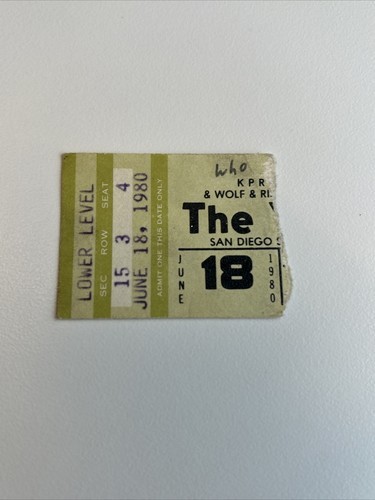 LOWER LEVEL
SEC ROW SEAT
15 3 4
JUNE 18, 1980
ADMIT ONE THIS DATE ONLY
who
K P R
& WOLF & RI
The
SAN DIEGO S
JUNE 18 1980